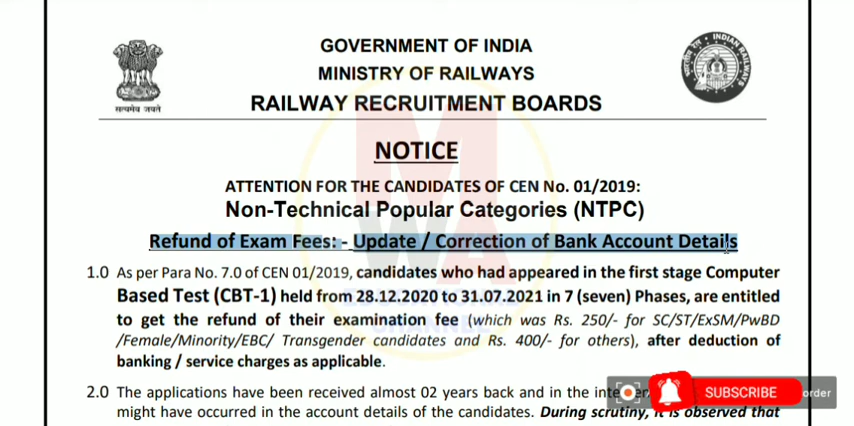 GOVERNMENT OF INDIA
MINISTRY OF RAILWAYS
RAILWAY RECRUITMENT BOARDS
सत्यमेव जयते
INDIAN RAILWAYS
NOTICE
ATTENTION FOR THE CANDIDATES OF CEN No. 01/2019:
Non-Technical Popular Categories (NTPC)
Refund of Exam Fees: - Update / Correction of Bank Account Details
1.0 As per Para No. 7.0 of CEN 01/2019, candidates who had appeared in the first stage Computer
Based Test (CBT-1) held from 28.12.2020 to 31.07.2021 in 7 (seven) Phases, are entitled
to get the refund of their examination fee (which was Rs. 250/- for SC/ST/ExSM/PwBD
/Female/Minority/EBC/ Transgender candidates and Rs. 400/- for others), after deduction of
banking / service charges as applicable.
2.0 The applications have been received almost 02 years back and in the
SUBSCRIBE
order
might have occurred in the account details of the candidates. During scrutiny, it is observed that
CHANNEL